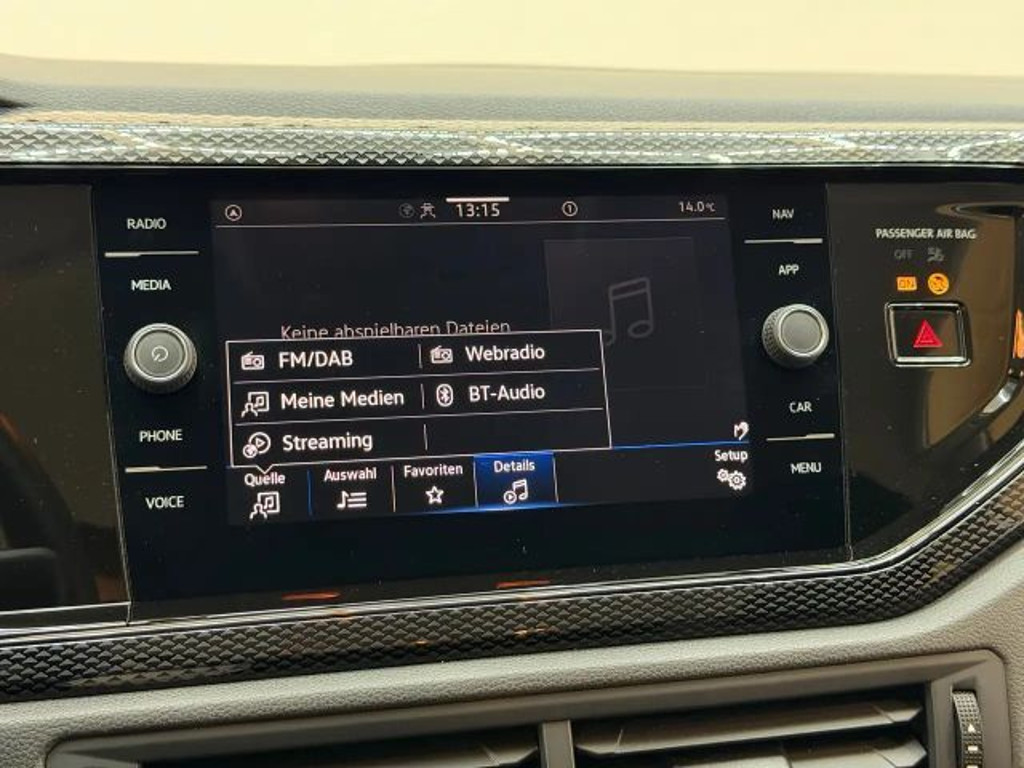 RADIO
MEDIA
PHONE
VOICE
13:15
1
14.0°C
Keine abspielbaren Dateien
FM/DAB
Webradio
Meine Medien
BT-Audio
Streaming
Quelle
Auswahl
Favoriten
Details
Setup
NAV
APP
CAR
MENU
PASSENGER AIR BAG
OFF
ON